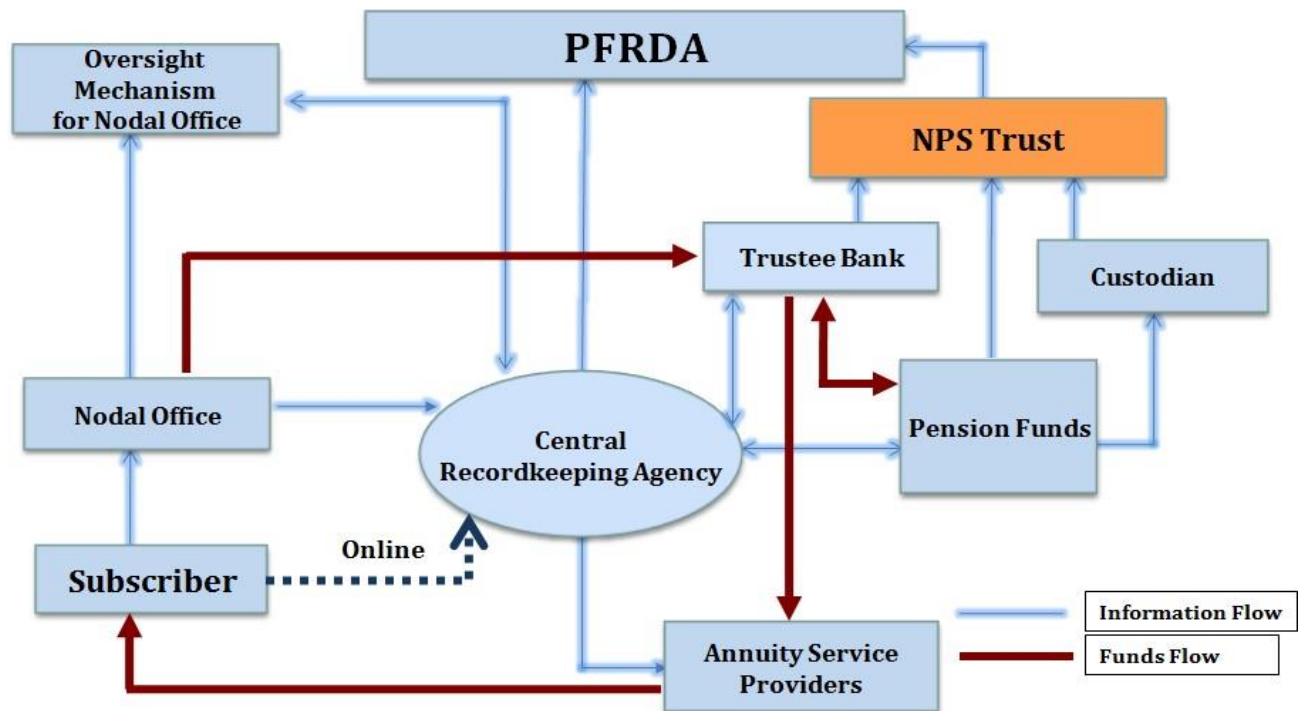 PFRDA
Oversight
Mechanism
for Nodal Office
NPS Trust
Trustee Bank
Custodian
Nodal Office
Central
Recordkeeping Agency
Pension Funds
Online
Subscriber
Annuity Service
Providers
Information Flow
Funds Flow